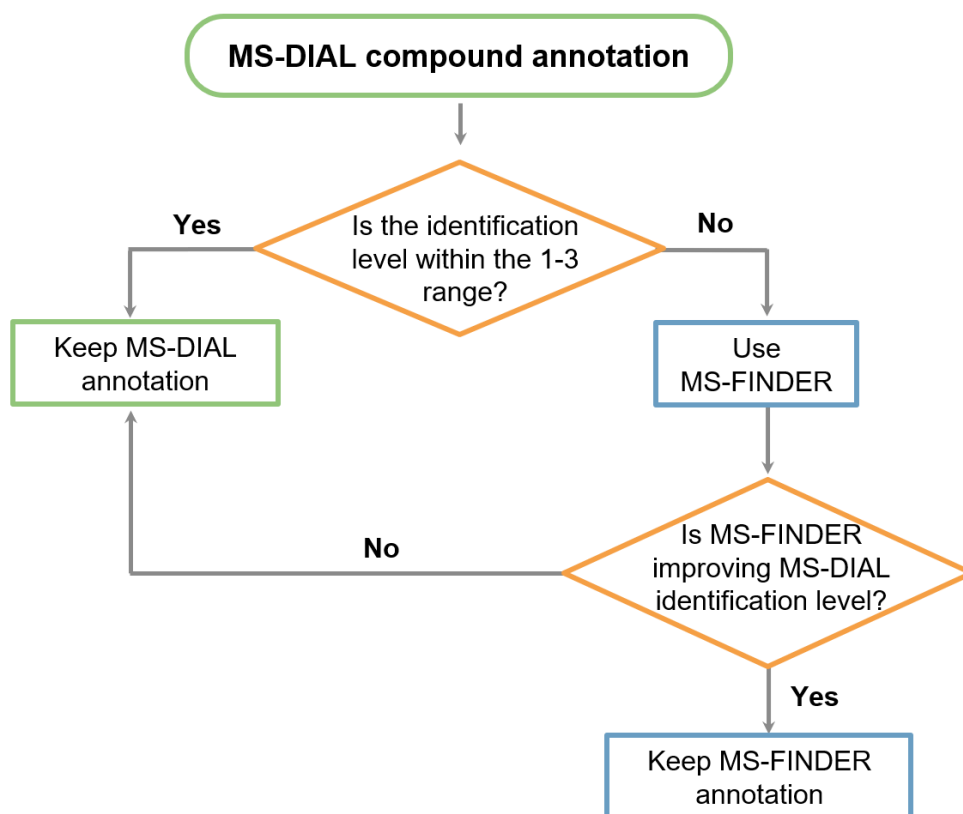 MS-DIAL compound annotation
Yes
No
Is the identification
level within the 1-3
range?
Keep MS-DIAL
annotation
Use
MS-FINDER
No
Is MS-FINDER
improving MS-DIAL
identification level?
Yes
Keep MS-FINDER
annotation